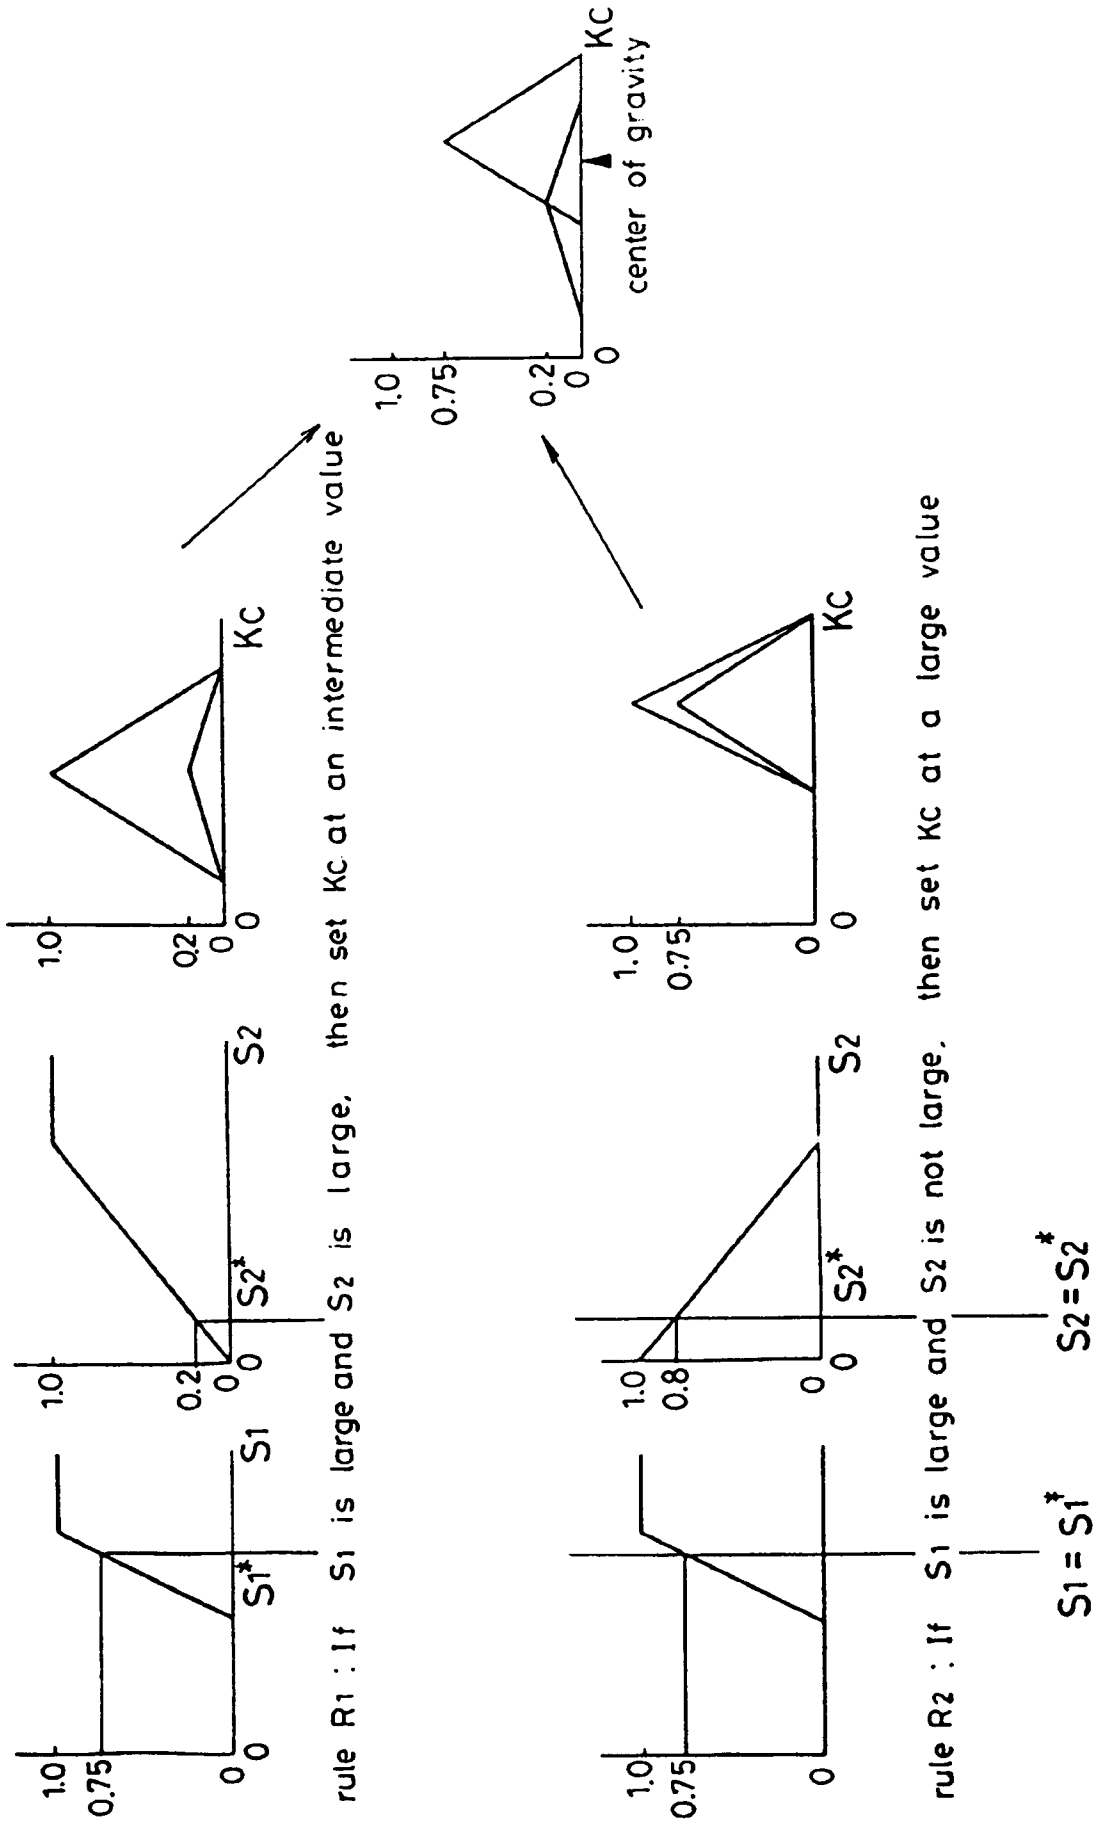 1.0
0.75
0
0
S1*
S1
1.0
0.2
0
0
S2*
S2
1.0
0.2
0
0
KC
rule R1 : If S1 is large and S2 is large, then set KC at an intermediate value
1.0
0.75
0.2
0
0
KC
center of gravity
1.0
0.75
0
1.0
0.8
0
0
S2*
S2
1.0
0.75
0
0
KC
rule R2 : If S1 is large and S2 is not large, then set KC at a large value
S1 = S1*
S2 = S2*